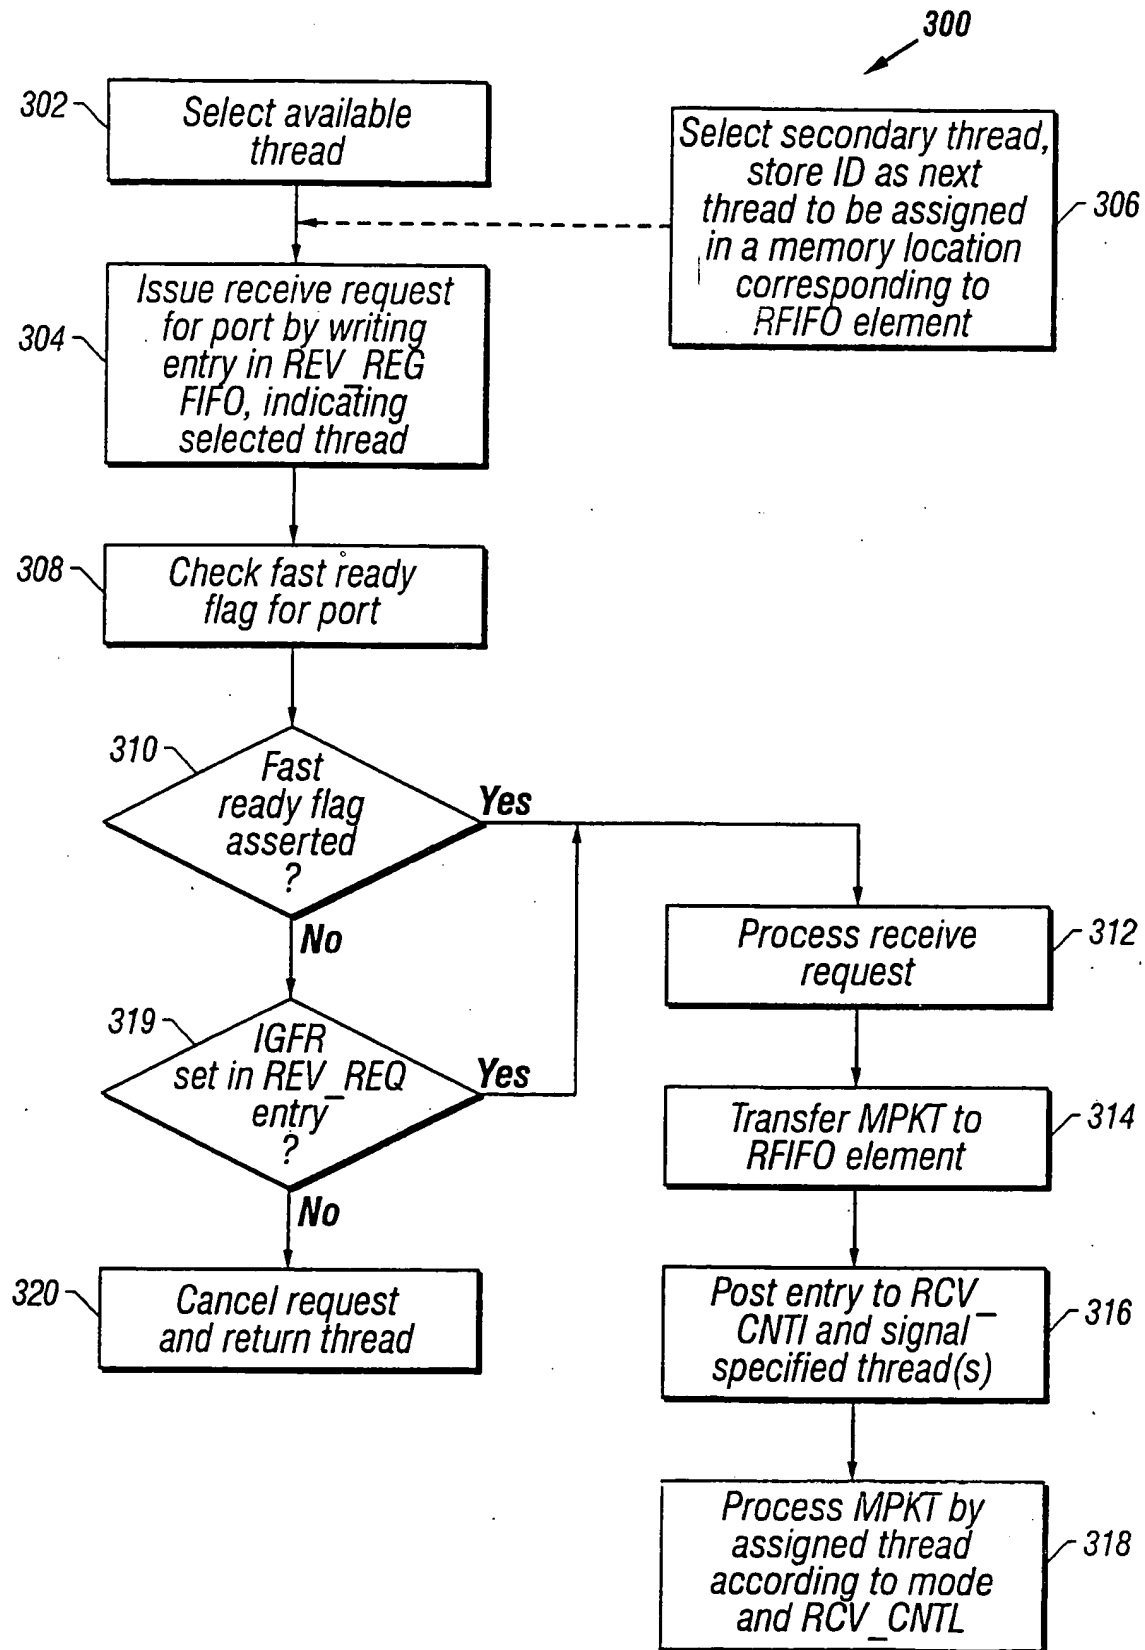 300
302
Select available
thread
Select secondary thread,
store ID as next
thread to be assigned
in a memory location
corresponding to
RFIFO element
306
304
Issue receive request
for port by writing
entry in REV_REG
FIFO, indicating
selected thread
308
Check fast ready
flag for port
310
Fast
ready flag
asserted
?
Yes
No
312
Process receive
request
319
IGFR
set in REV_REQ
entry
?
Yes
No
314
Transfer MPKT to
RFIFO element
320
Cancel request
and return thread
316
Post entry to RCV_
CNTI and signal
specified thread(s)
318
Process MPKT by
assigned thread
according to mode
and RCV_CNTL